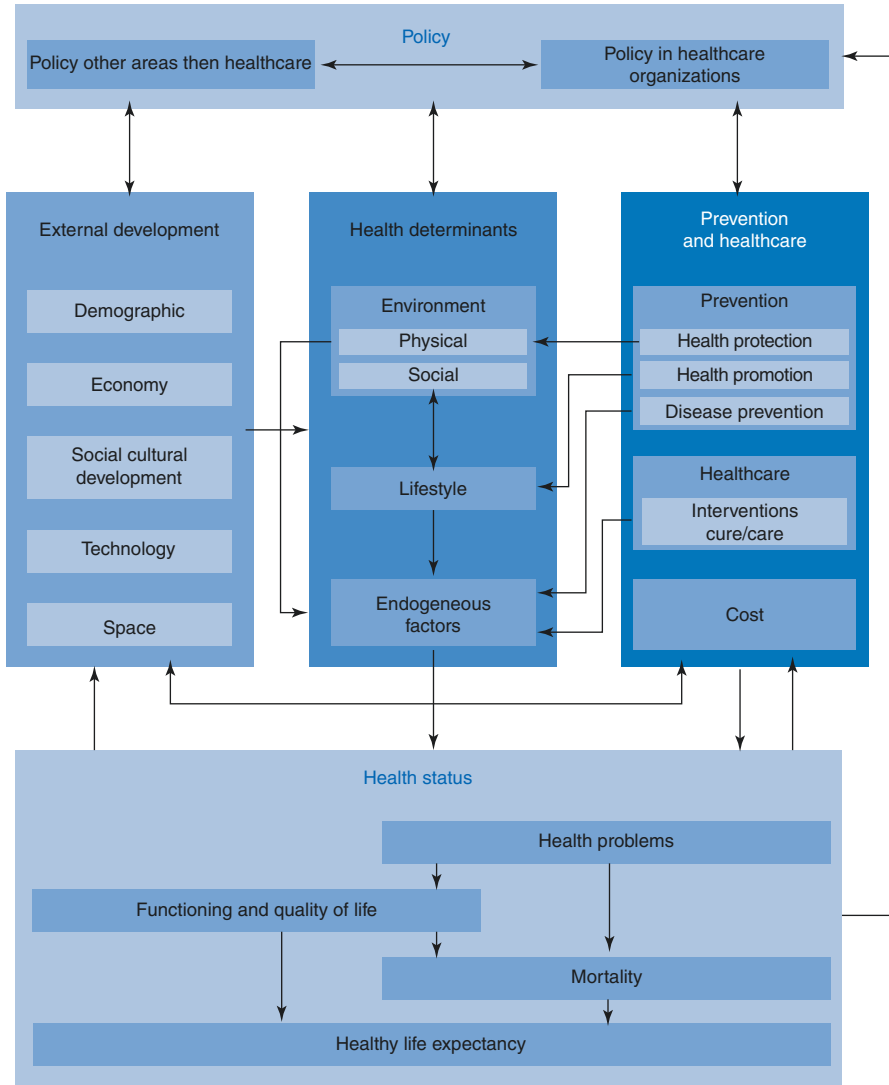 Policy
Policy other areas then healthcare
Policy in healthcare
organizations
External development
Demographic
Economy
Social cultural
development
Technology
Space
Health determinants
Environment
Physical
Social
Lifestyle
Endogeneous
factors
Prevention
and healthcare
Prevention
Health protection
Health promotion
Disease prevention
Healthcare
Interventions
cure/care
Cost
Health status
Health problems
Functioning and quality of life
Mortality
Healthy life expectancy